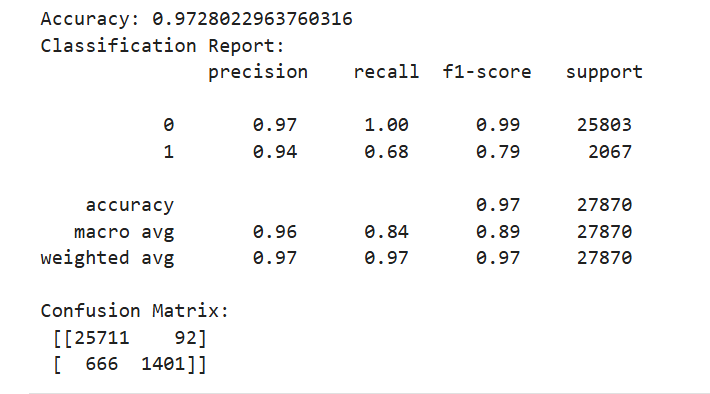 Accuracy: 0.9728022963760316
Classification Report:
precision recall f1-score support
0 0.97 1.00 0.99 25803
1 0.94 0.68 0.79 2067
accuracy 0.97 27870
macro avg 0.96 0.84 0.89 27870
weighted avg 0.97 0.97 0.97 27870
Confusion Matrix:
[[25711 92]
[ 666 1401]]